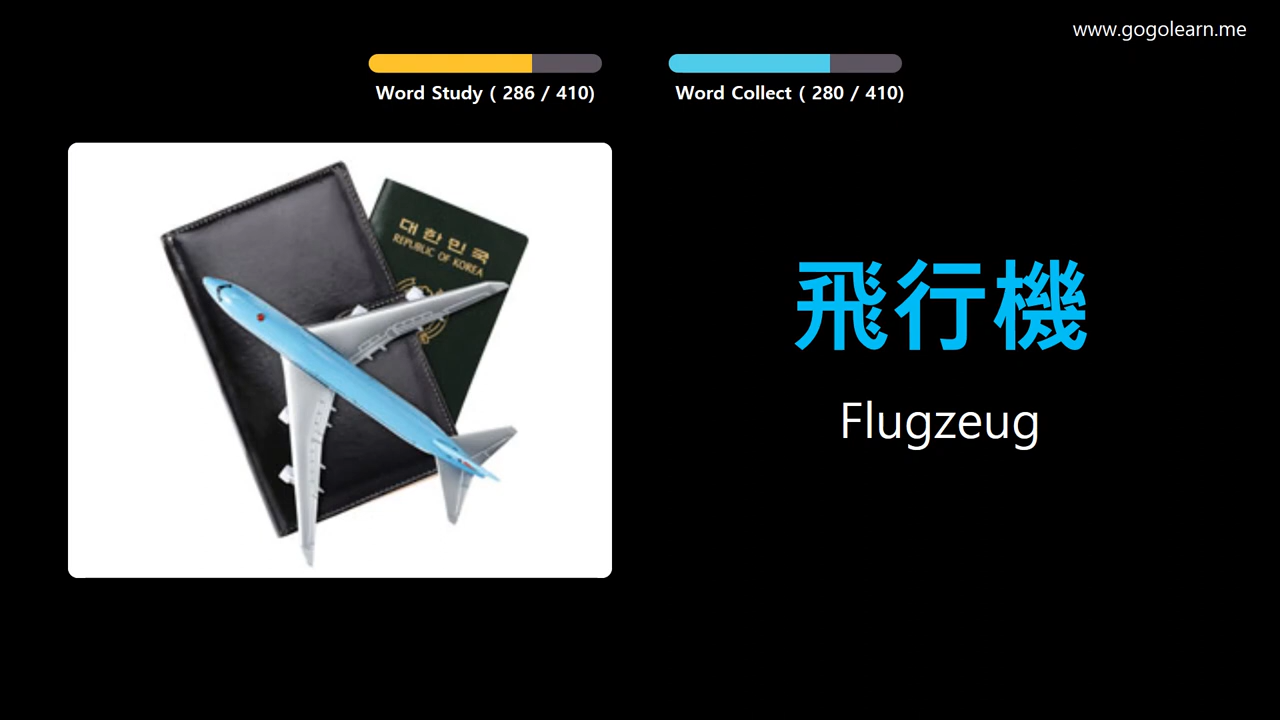 www.gogolearn.me
Word Study ( 286 / 410)
Word Collect ( 280 / 410)
대한민국
REPUBLIC OF KOREA
飛行機
Flugzeug